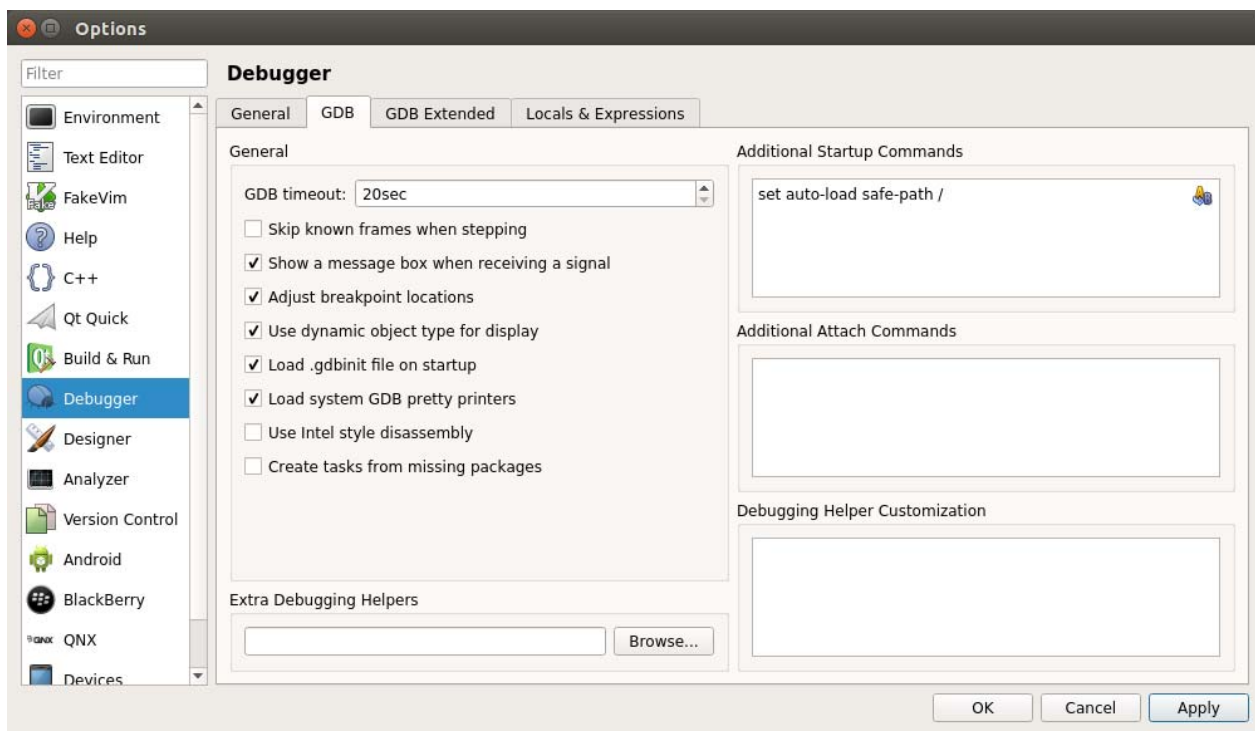 Options
Filter
Environment
Text Editor
FakeVim
Help
C++
Qt Quick
Build & Run
Debugger
Designer
Analyzer
Version Control
Android
BlackBerry
QNX
Devices
Debugger
General
GDB
GDB Extended
Locals & Expressions
General
GDB timeout: 20sec
Skip known frames when stepping
Show a message box when receiving a signal
Adjust breakpoint locations
Use dynamic object type for display
Load .gdbinit file on startup
Load system GDB pretty printers
Use Intel style disassembly
Create tasks from missing packages
Extra Debugging Helpers
Browse...
Additional Startup Commands
set auto-load safe-path /
Additional Attach Commands
Debugging Helper Customization
OK
Cancel
Apply